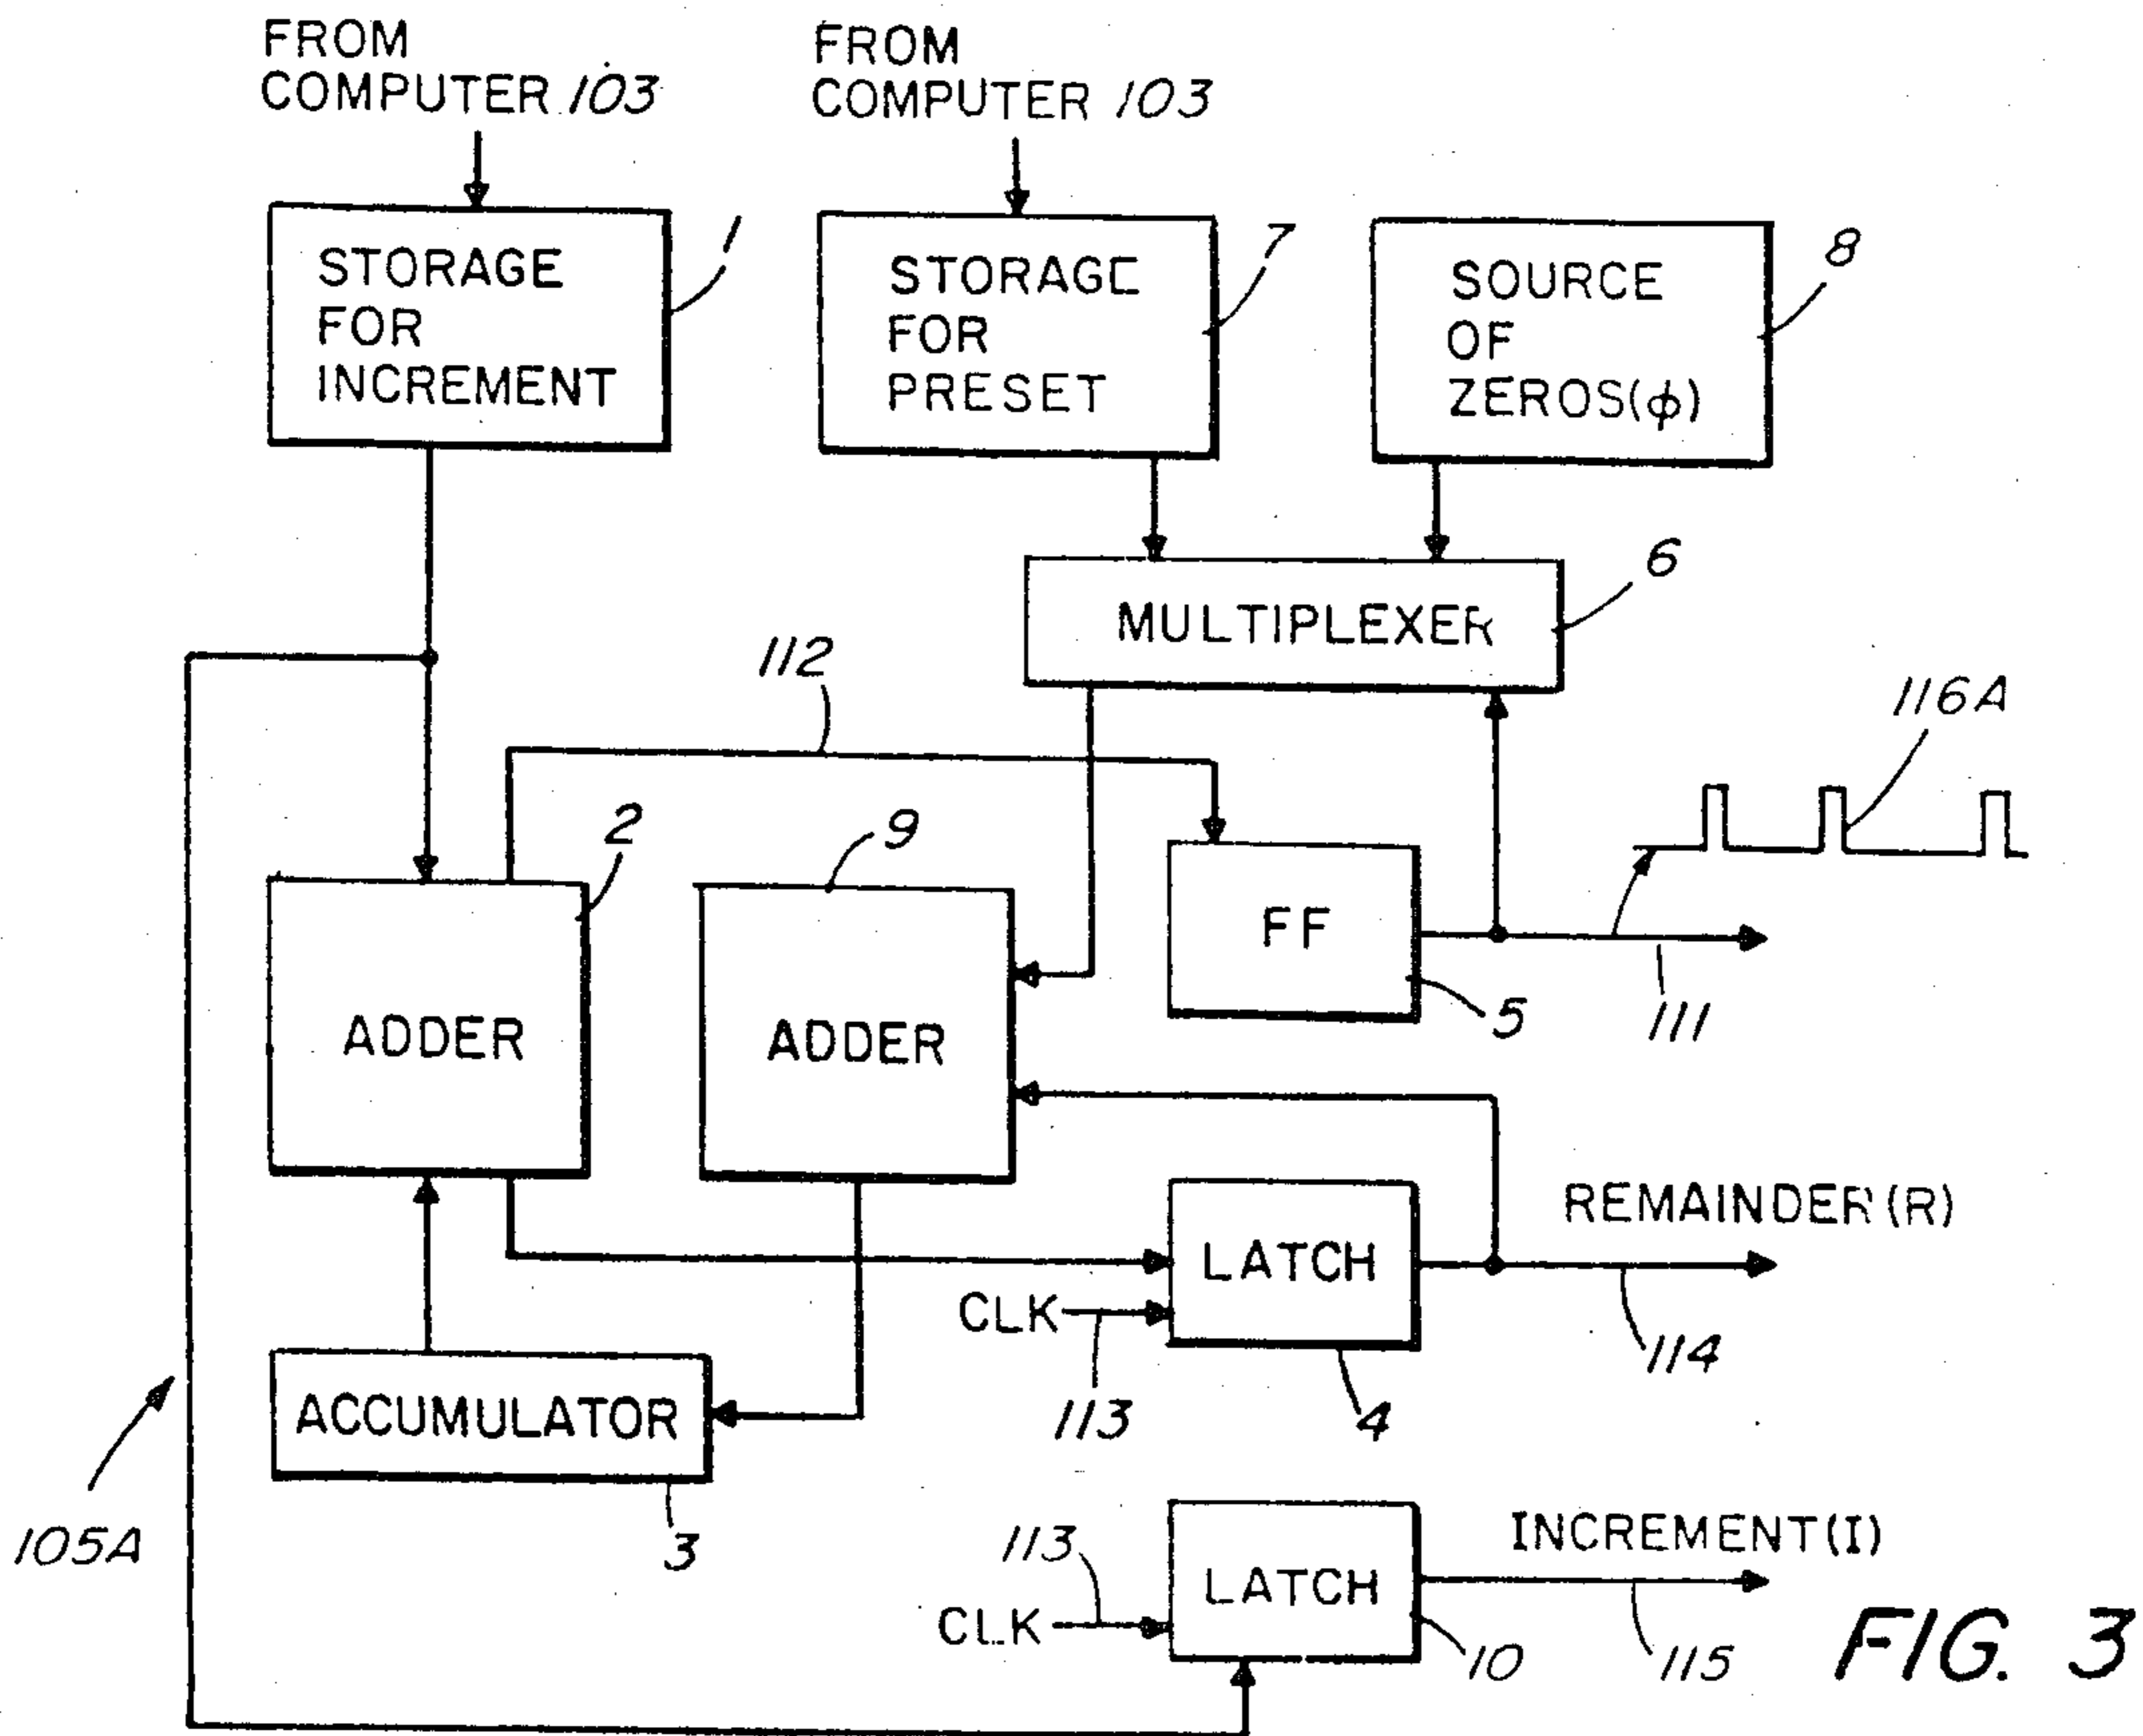 FROM
COMPUTER 103
FROM
COMPUTER 103
STORAGE
FOR
INCREMENT
1
STORAGE
FOR
PRESET
7
SOURCE
OF
ZEROS(ϕ)
8
MULTIPLEXER
6
112
116A
2
9
ADDER
ADDER
FF
5
111
REMAINDER (R)
LATCH
CLK
113
4
114
ACCUMULATOR
3
105A
INCREMENT(I)
113
LATCH
CLK
10
115
FIG. 3